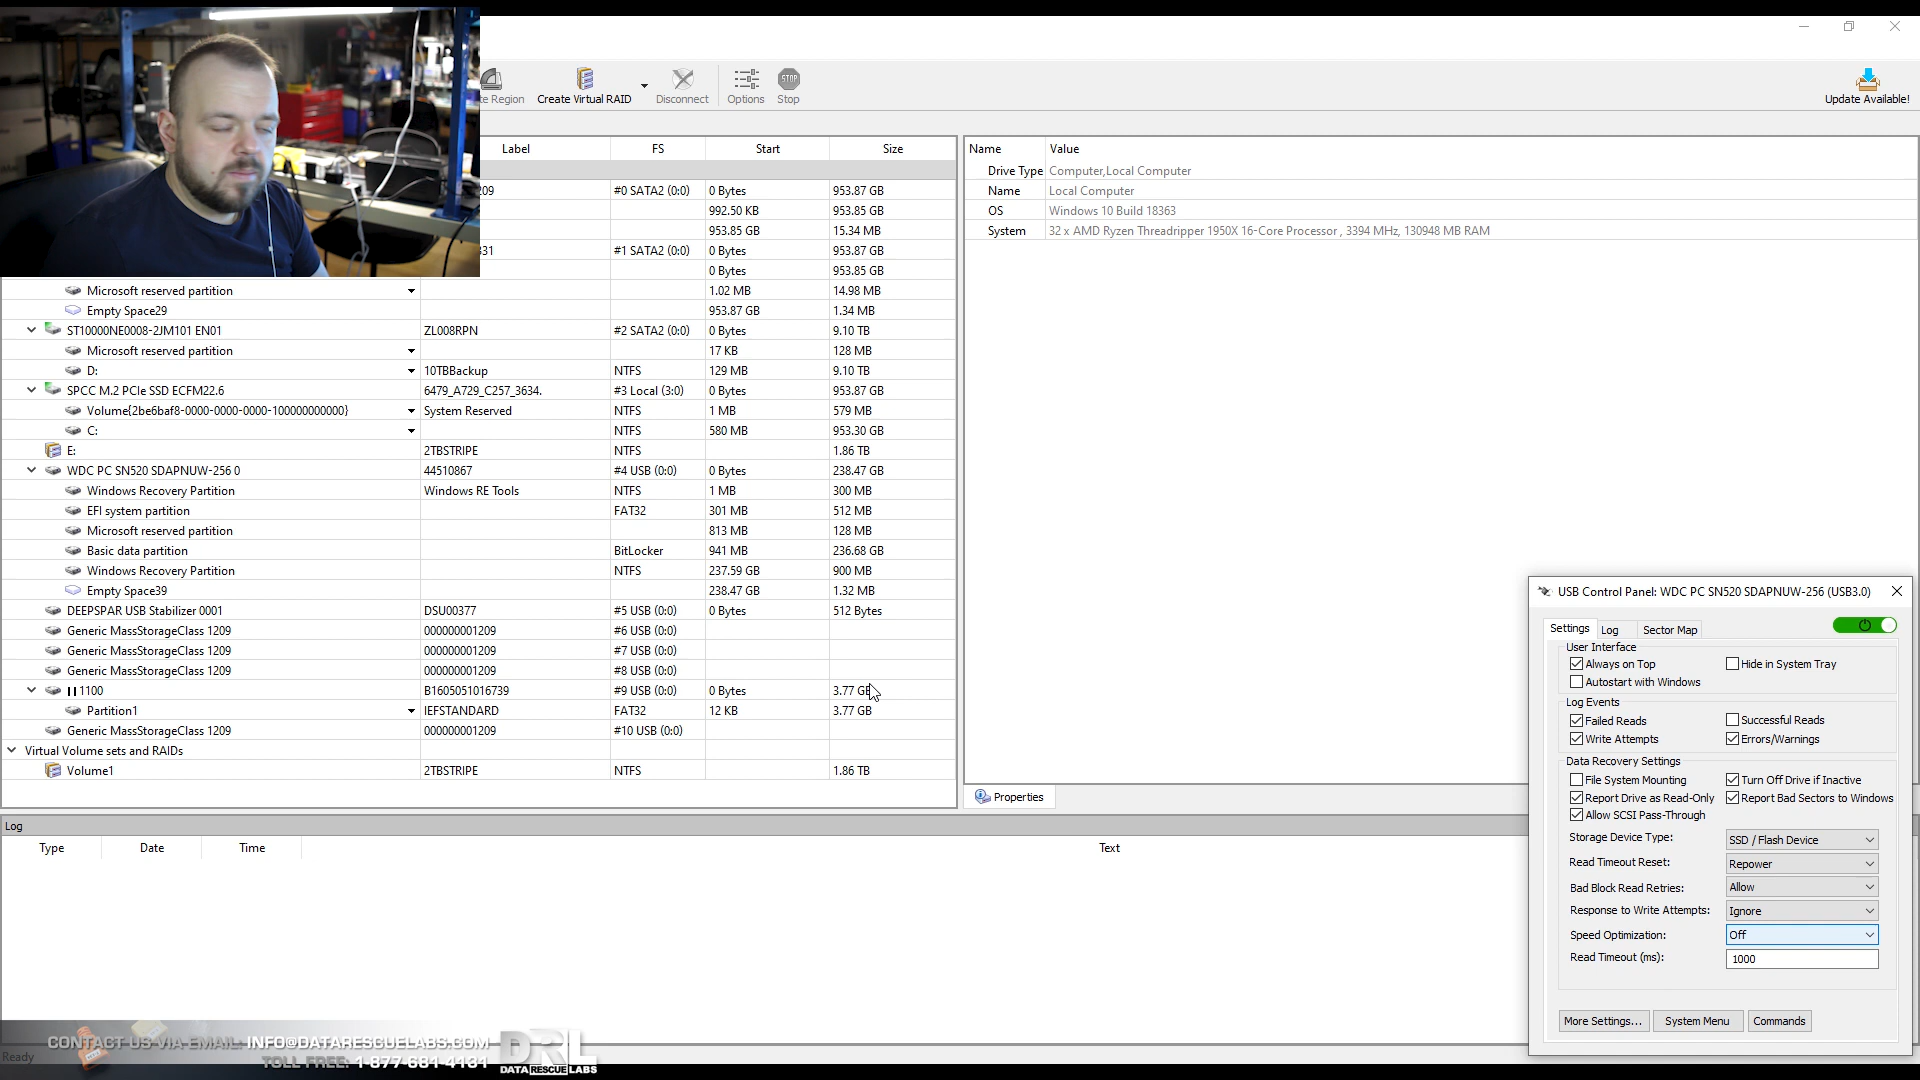 te Region
Create Virtual RAID
Disconnect
Options
STOP
Stop
Update Available!
Label FS Start Size
Name Value
Drive Type Computer,Local Computer
Name Local Computer
OS Windows 10 Build 18363
System 32 x AMD Ryzen Threadripper 1950X 16-Core Processor , 3394 MHz, 130948 MB RAM
209 #0 SATA2 (0:0) 0 Bytes 953.87 GB
992.50 KB 953.85 GB
953.85 GB 15.34 MB
331 #1 SATA2 (0:0) 0 Bytes 953.87 GB
0 Bytes 953.85 GB
Microsoft reserved partition 1.02 MB 14.98 MB
Empty Space29 953.87 GB 1.34 MB
ST10000NE0008-2JM101 EN01 ZL008RPN #2 SATA2 (0:0) 0 Bytes 9.10 TB
Microsoft reserved partition 17 KB 128 MB
D: 10TBBackup NTFS 129 MB 9.10 TB
SPCC M.2 PCIe SSD ECFM22.6 6479_A729_C257_3634. #3 Local (3:0) 0 Bytes 953.87 GB
Volume{2be6baf8-0000-0000-0000-100000000000} System Reserved NTFS 1 MB 579 MB
C: NTFS 580 MB 953.30 GB
E: 2TBSTRIPE NTFS 1.86 TB
WDC PC SN520 SDAPNUW-256 0 44510867 #4 USB (0:0) 0 Bytes 238.47 GB
Windows Recovery Partition Windows RE Tools NTFS 1 MB 300 MB
EFI system partition FAT32 301 MB 512 MB
Microsoft reserved partition 813 MB 128 MB
Basic data partition BitLocker 941 MB 236.68 GB
Windows Recovery Partition NTFS 237.59 GB 900 MB
Empty Space39 238.47 GB 1.32 MB
DEEPSPAR USB Stabilizer 0001 DSU00377 #5 USB (0:0) 0 Bytes 512 Bytes
Generic MassStorageClass 1209 000000001209 #6 USB (0:0)
Generic MassStorageClass 1209 000000001209 #7 USB (0:0)
Generic MassStorageClass 1209 000000001209 #8 USB (0:0)
1100 B1605051016739 #9 USB (0:0) 0 Bytes 3.77 GB
Partition1 IEFSTANDARD FAT32 12 KB 3.77 GB
Generic MassStorageClass 1209 000000001209 #10 USB (0:0)
Virtual Volume sets and RAIDs
Volume1 2TBSTRIPE NTFS 1.86 TB
Properties
Log
Type Date Time Text
USB Control Panel: WDC PC SN520 SDAPNUW-256 (USB3.0)
Settings Log Sector Map
User Interface
Always on Top Hide in System Tray
Autostart with Windows
Log Events
Failed Reads Successful Reads
Write Attempts Errors/Warnings
Data Recovery Settings
File System Mounting Turn Off Drive if Inactive
Report Drive as Read-Only Report Bad Sectors to Windows
Allow SCSI Pass-Through
Storage Device Type: SSD / Flash Device
Read Timeout Reset: Repower
Bad Block Read Retries: Allow
Response to Write Attempts: Ignore
Speed Optimization: Off
Read Timeout (ms): 1000
More Settings... System Menu Commands
CONTACT US VIA EMAIL: INFO@DATARESCUELABS.COM
TOLL FREE: 1-877-681-4131
DRL
DATA RESCUE LABS
Ready